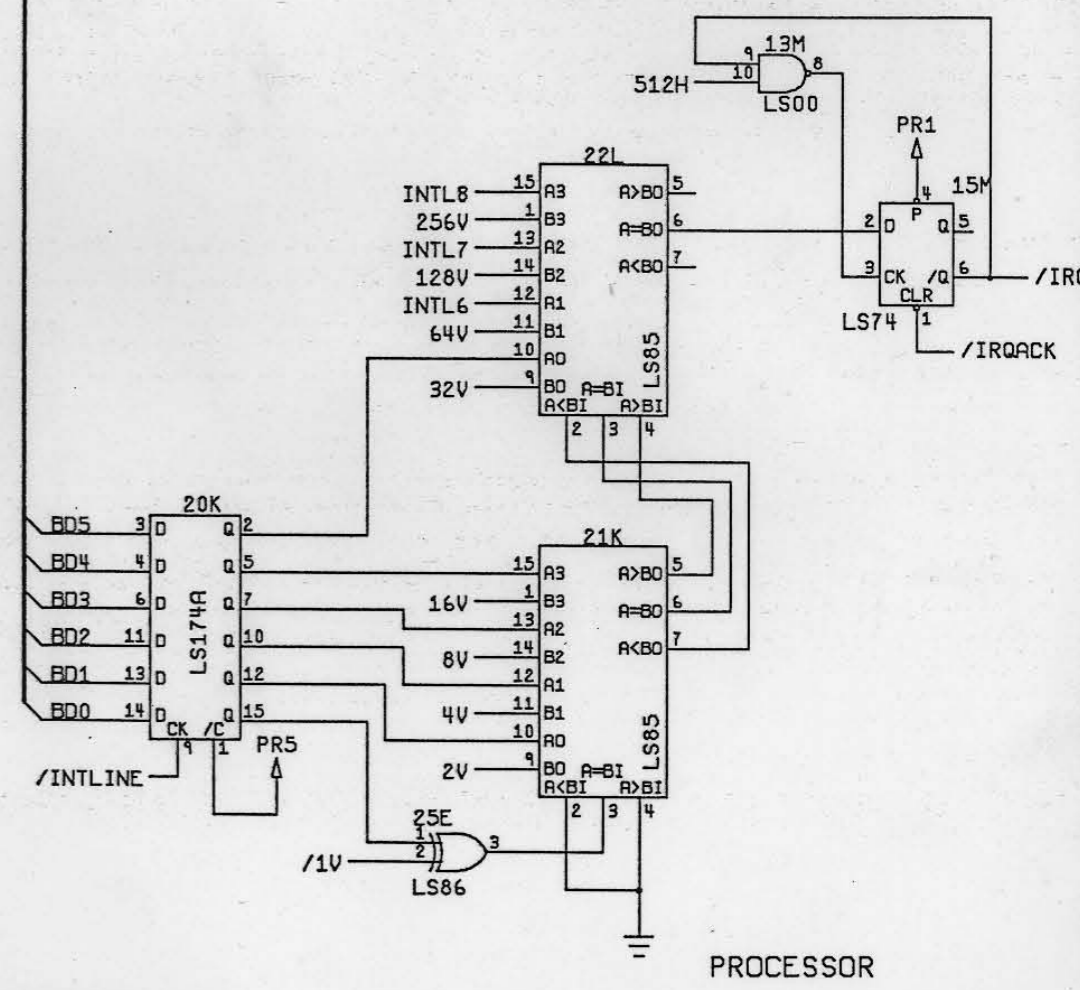 13M
9
10
8
512H
LS00
PR1
4
15M
22L
INTL8 15 A3 A>BO 5
256V 1 B3
INTL7 13 A2 A=BO 6
128V 14 B2
INTL6 12 A1 A<BO 7
64V 11 B1
10 A0
32V 9 B0 A=BI
A<BI A>BI
LS85
2 3 4
2 D P Q 5
3 CK /Q 6
CLR
LS74 1
/IRQ
/IRQACK
20K
BD5 3 D Q 2
BD4 4 D Q 5
BD3 6 D Q 7
BD2 11 D Q 10
BD1 13 D Q 12
BD0 14 D Q 15
LS174A
CK /C
9 1
PR5
/INTLINE
21K
15 A3 A>BO 5
16V 1 B3
13 A2 A=BO 6
8V 14 B2
12 A1 A<BO 7
4V 11 B1
10 A0
2V 9 B0 A=BI
A<BI A>BI
LS85
2 3 4
25E
1
2
3
/1V
LS86
PROCESSOR